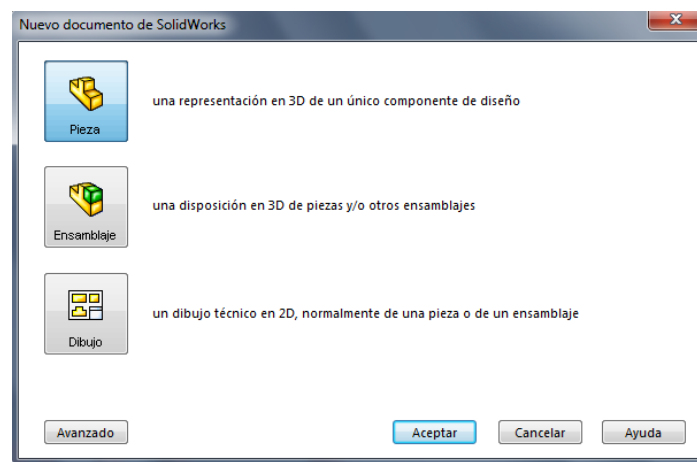 Nuevo documento de SolidWorks
Pieza
una representación en 3D de un único componente de diseño
Ensamblaje
una disposición en 3D de piezas y/o otros ensamblajes
Dibujo
un dibujo técnico en 2D, normalmente de una pieza o de un ensamblaje
Avanzado
Aceptar
Cancelar
Ayuda